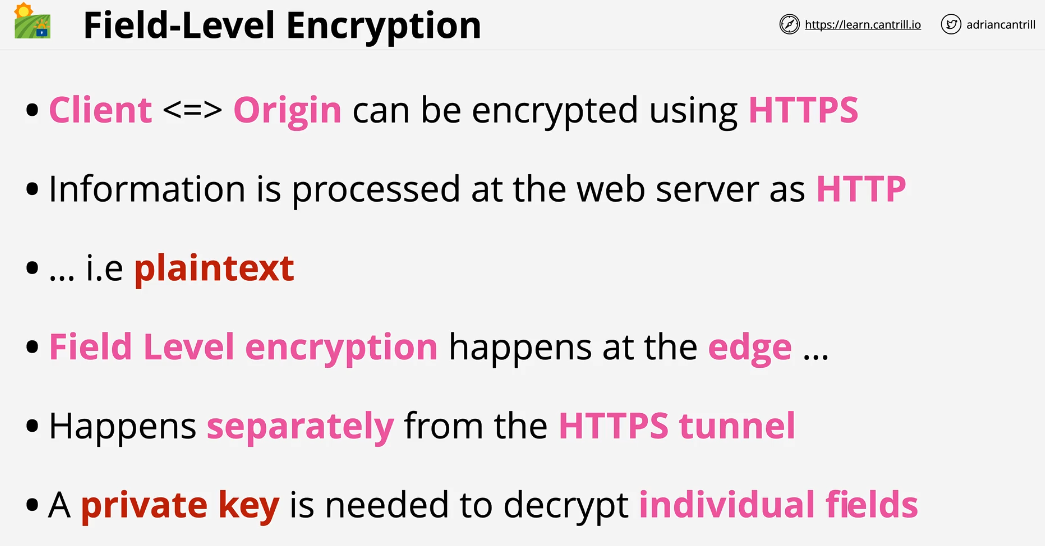 Field-Level Encryption
https://learn.cantrill.io
adriancantrill
• Client <=> Origin can be encrypted using HTTPS
• Information is processed at the web server as HTTP
• ... i.e plaintext
• Field Level encryption happens at the edge ...
• Happens separately from the HTTPS tunnel
• A private key is needed to decrypt individual fields